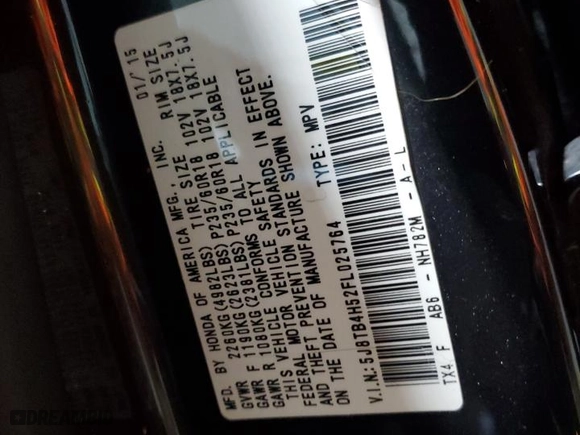 MFD. BY HONDA OF AMERICA MFG., INC. 01/ 15
GVWR 2260KG(4982LBS) TIRE SIZE RIM SIZE
GAWR F 1190KG(2623LBS) P235/60R18 102V 18X7.5J
GAWR R 1080KG(2381LBS) P235/60R18 102V 18X7.5J
THIS VEHICLE CONFORMS TO ALL APPLICABLE
FEDERAL MOTOR VEHICLE SAFETY
AND THEFT PREVENTION STANDARDS IN EFFECT
ON THE DATE OF MANUFACTURE SHOWN ABOVE.
V.I.N:5J8TB4H52FL025764 TYPE: MPV
TX4 F AB6 - NH782M - A - L